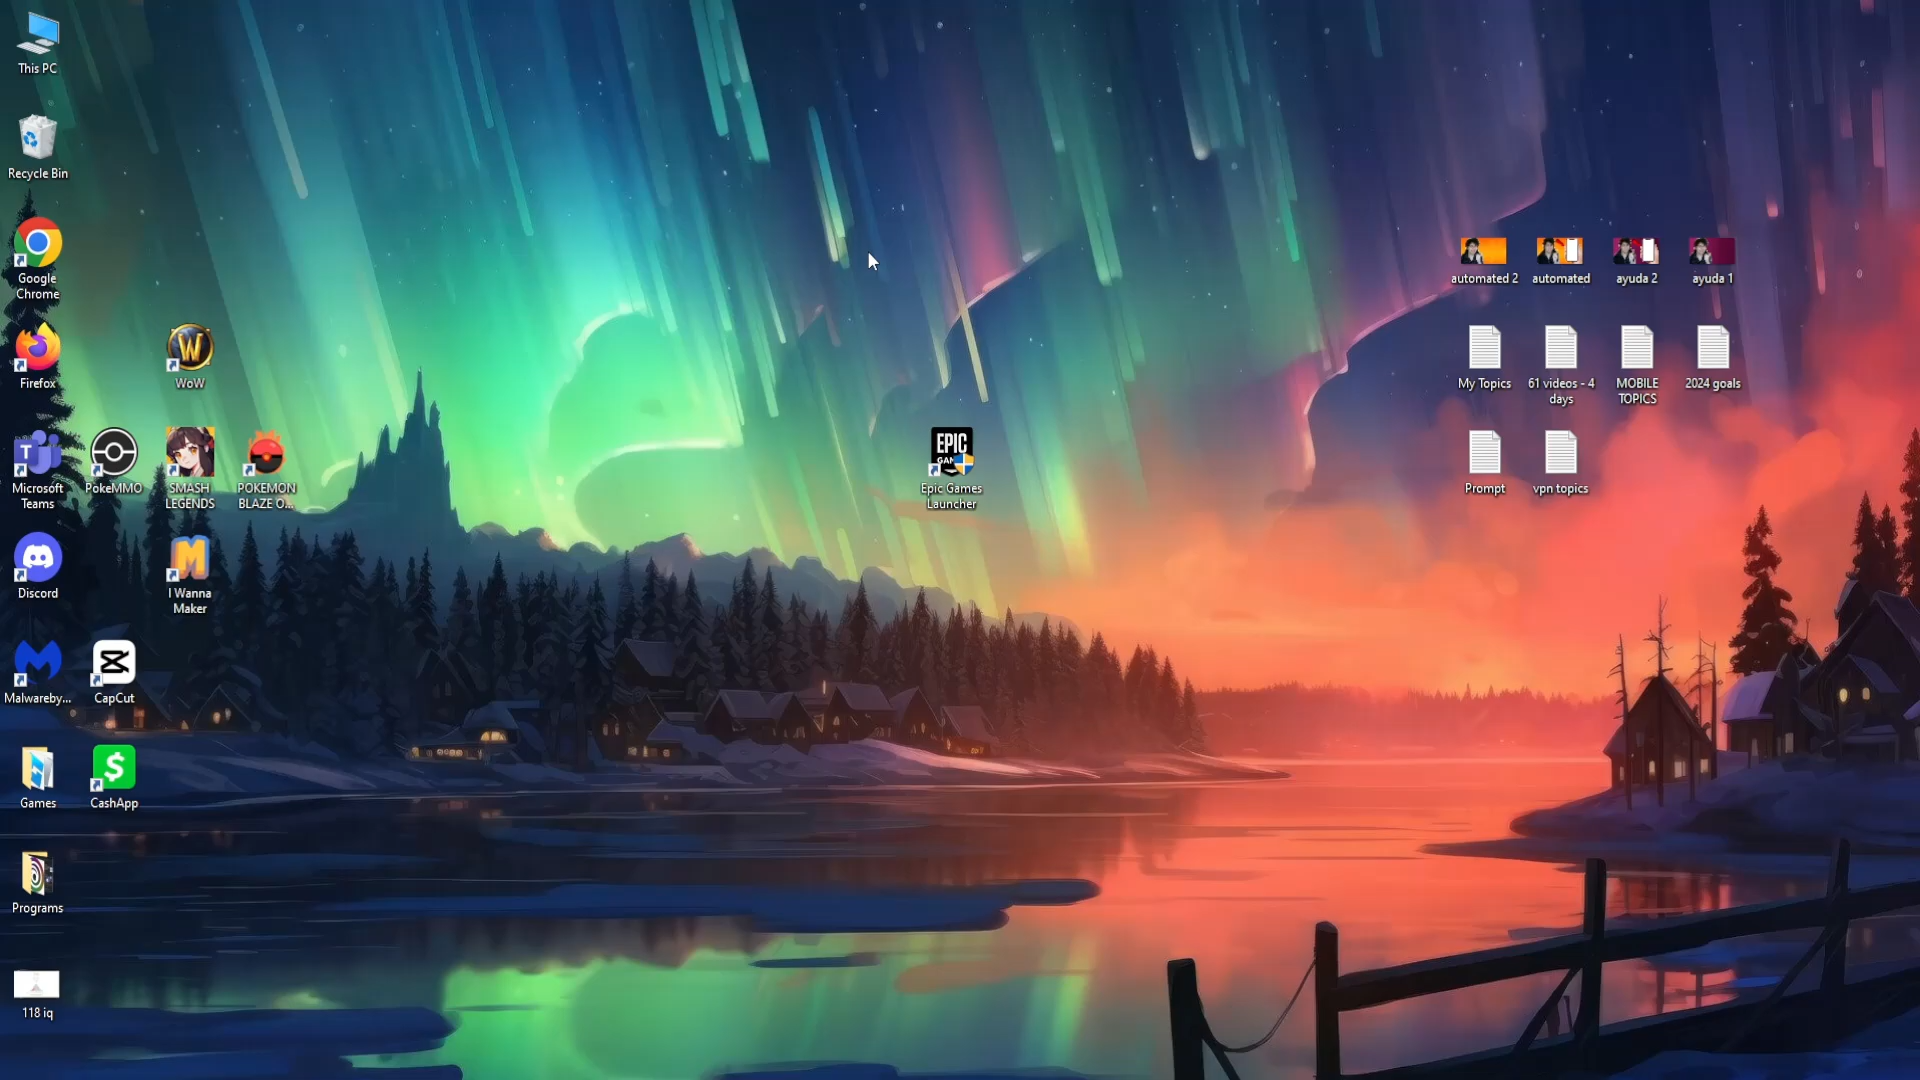 This PC
Recycle Bin
Google
Chrome
Firefox
W
WoW
T
Microsoft
Teams
PokeMMO
SMASH
LEGENDS
POKEMON
BLAZE O...
Discord
M
I Wanna
Maker
Malwareby...
CapCut
Games
$
CashApp
Programs
118 iq
EPIC
GAM
Epic Games
Launcher
automated 2
automated
ayuda 2
ayuda 1
My Topics
61 videos - 4
days
MOBILE
TOPICS
2024 goals
Prompt
vpn topics